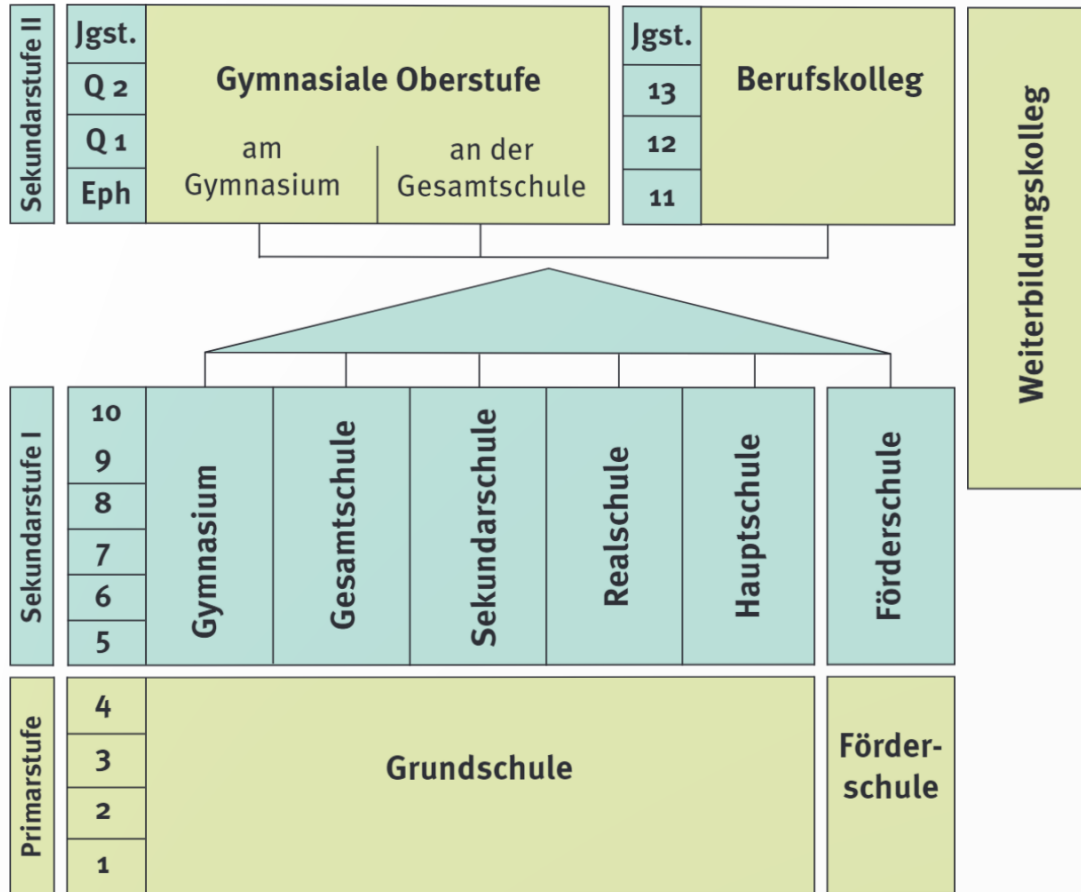 Sekundarstufe II
Jgst.
Q 2
Q 1
Eph
Gymnasiale Oberstufe
am
Gymnasium
an der
Gesamtschule
Jgst.
13
12
11
Berufskolleg
Weiterbildungskolleg
Sekundarstufe I
10
9
8
7
6
5
Gymnasium
Gesamtschule
Sekundarschule
Realschule
Hauptschule
Förderschule
Primarstufe
4
3
2
1
Grundschule
Förder-
schule